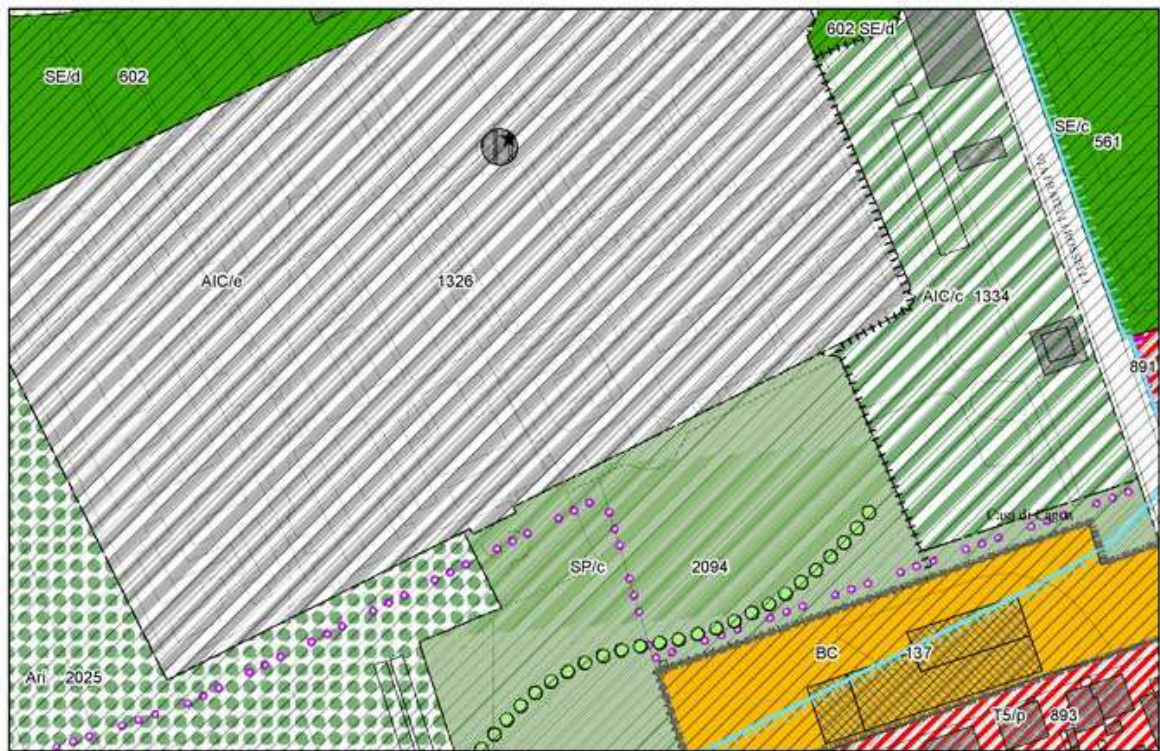 602 SE/d
SE/d 602
SE/c
561
AIC/e 1326
AIC/c 1334
891
SP/c 2094
BC 137
Ari 2025
T5/p 893